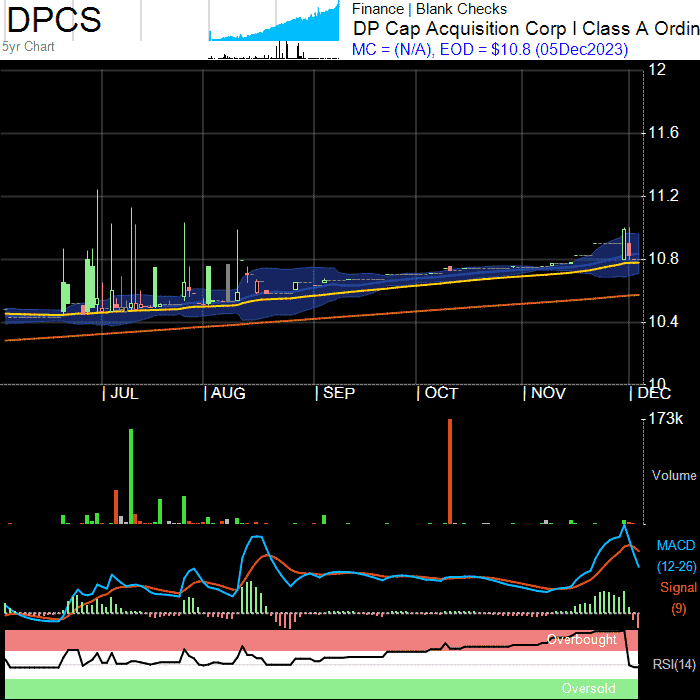 DPCS
5yr Chart
Finance | Blank Checks
DP Cap Acquisition Corp I Class A Ordin
MC = (N/A), EOD = $10.8 (05Dec2023)
12
11.6
11.2
10.8
10.4
10
| JUL
| AUG
| SEP
| OCT
| NOV
| DEC
173k
Volume
MACD
(12-26)
Signal
(9)
Overbought
RSI(14)
Oversold